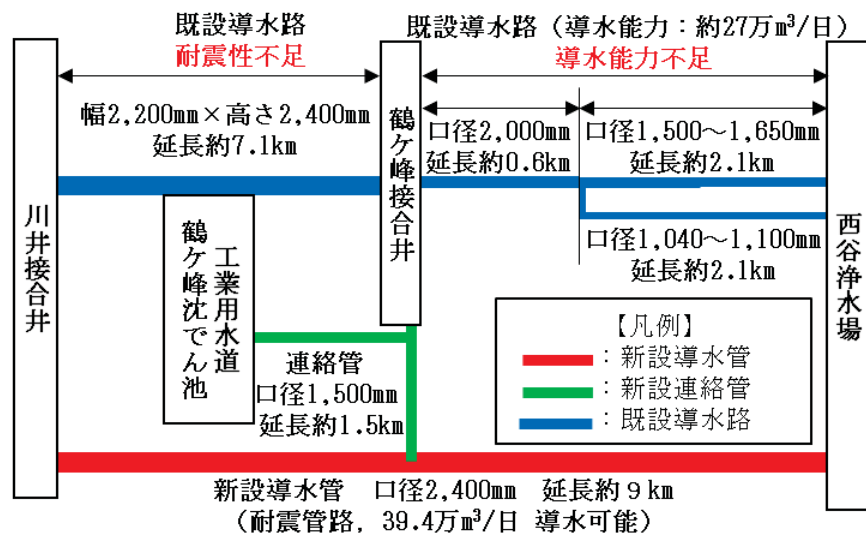 既設導水路
耐震性不足
既設導水路（導水能力：約27万m³/日）
導水能力不足
幅2,200mm×高さ2,400mm
延長約7.1km
口径2,000mm
延長約0.6km
口径1,500～1,650mm
延長約2.1km
口径1,040～1,100mm
延長約2.1km
川井接合井
鶴ケ峰接合井
西谷浄水場
工業用水道
鶴ケ峰沈でん池
連絡管
口径1,500mm
延長約1.5km
【凡例】
：新設導水管
：新設連絡管
：既設導水路
新設導水管　口径2,400mm　延長約９km
（耐震管路，39.4万m³/日 導水可能）